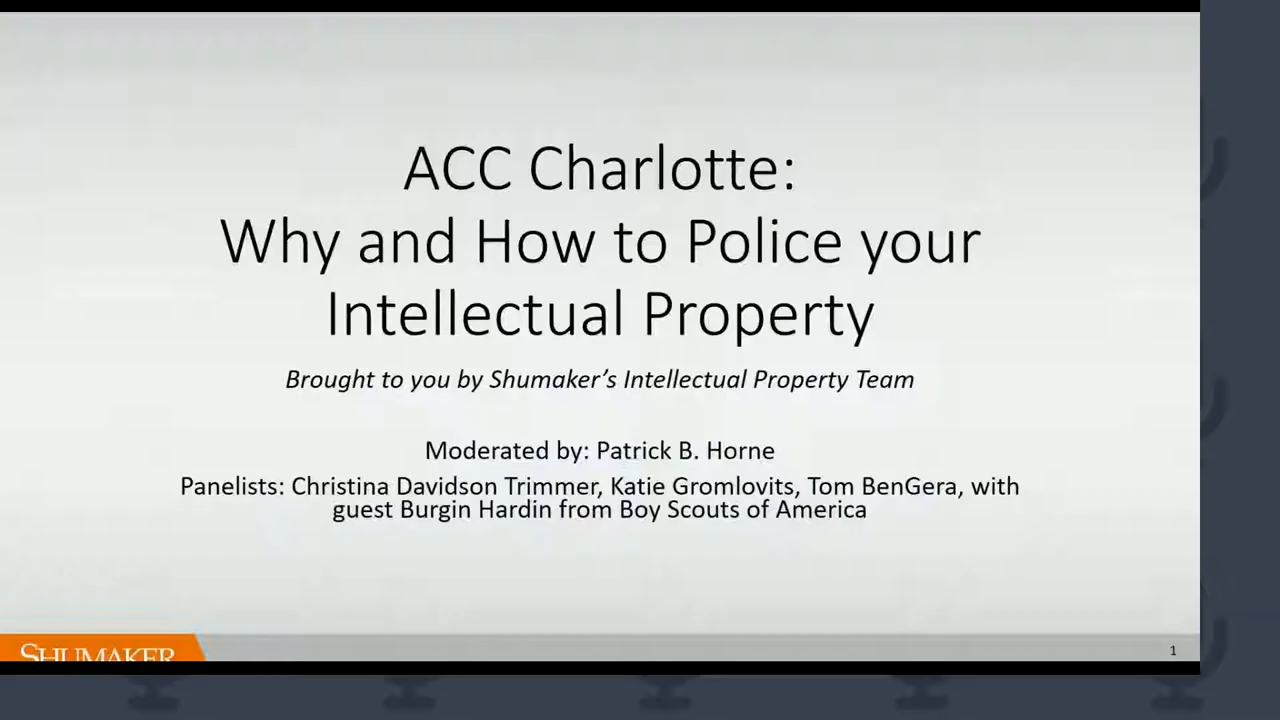 ACC Charlotte:
Why and How to Police your
Intellectual Property
Brought to you by Shumaker’s Intellectual Property Team
Moderated by: Patrick B. Horne
Panelists: Christina Davidson Trimmer, Katie Gromlovits, Tom BenGera, with
guest Burgin Hardin from Boy Scouts of America
SHUMAKER
1